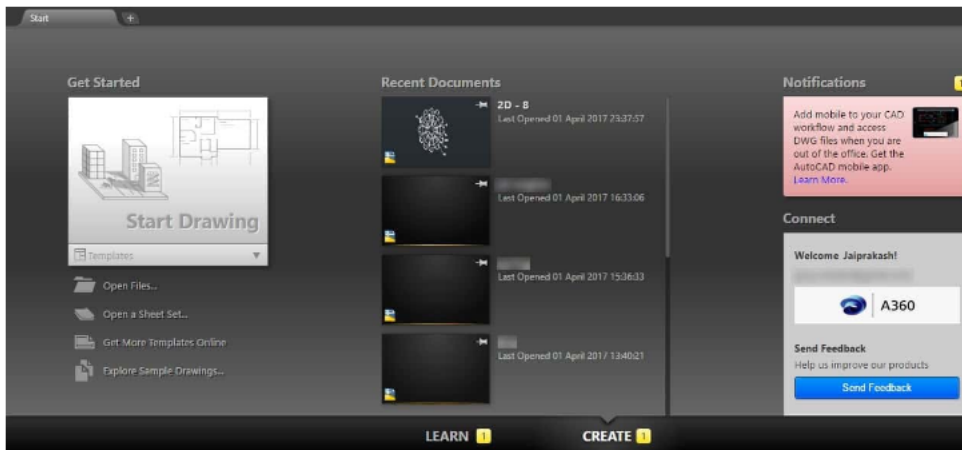 Start
Get Started
Start Drawing
Templates
Open Files...
Open a Sheet Set...
Get More Templates Online
Explore Sample Drawings...
Recent Documents
2D - B
Last Opened 01 April 2017 23:37:57
Last Opened 01 April 2017 16:33:06
Last Opened 01 April 2017 15:36:33
Last Opened 01 April 2017 13:40:21
Notifications
1
Add mobile to your CAD
workflow and access
DWG files when you are
out of the office. Get the
AutoCAD mobile app.
Learn More.
Connect
Welcome Jaiprakash!
A360
Send Feedback
Help us improve our products
Send Feedback
LEARN 1
CREATE 1